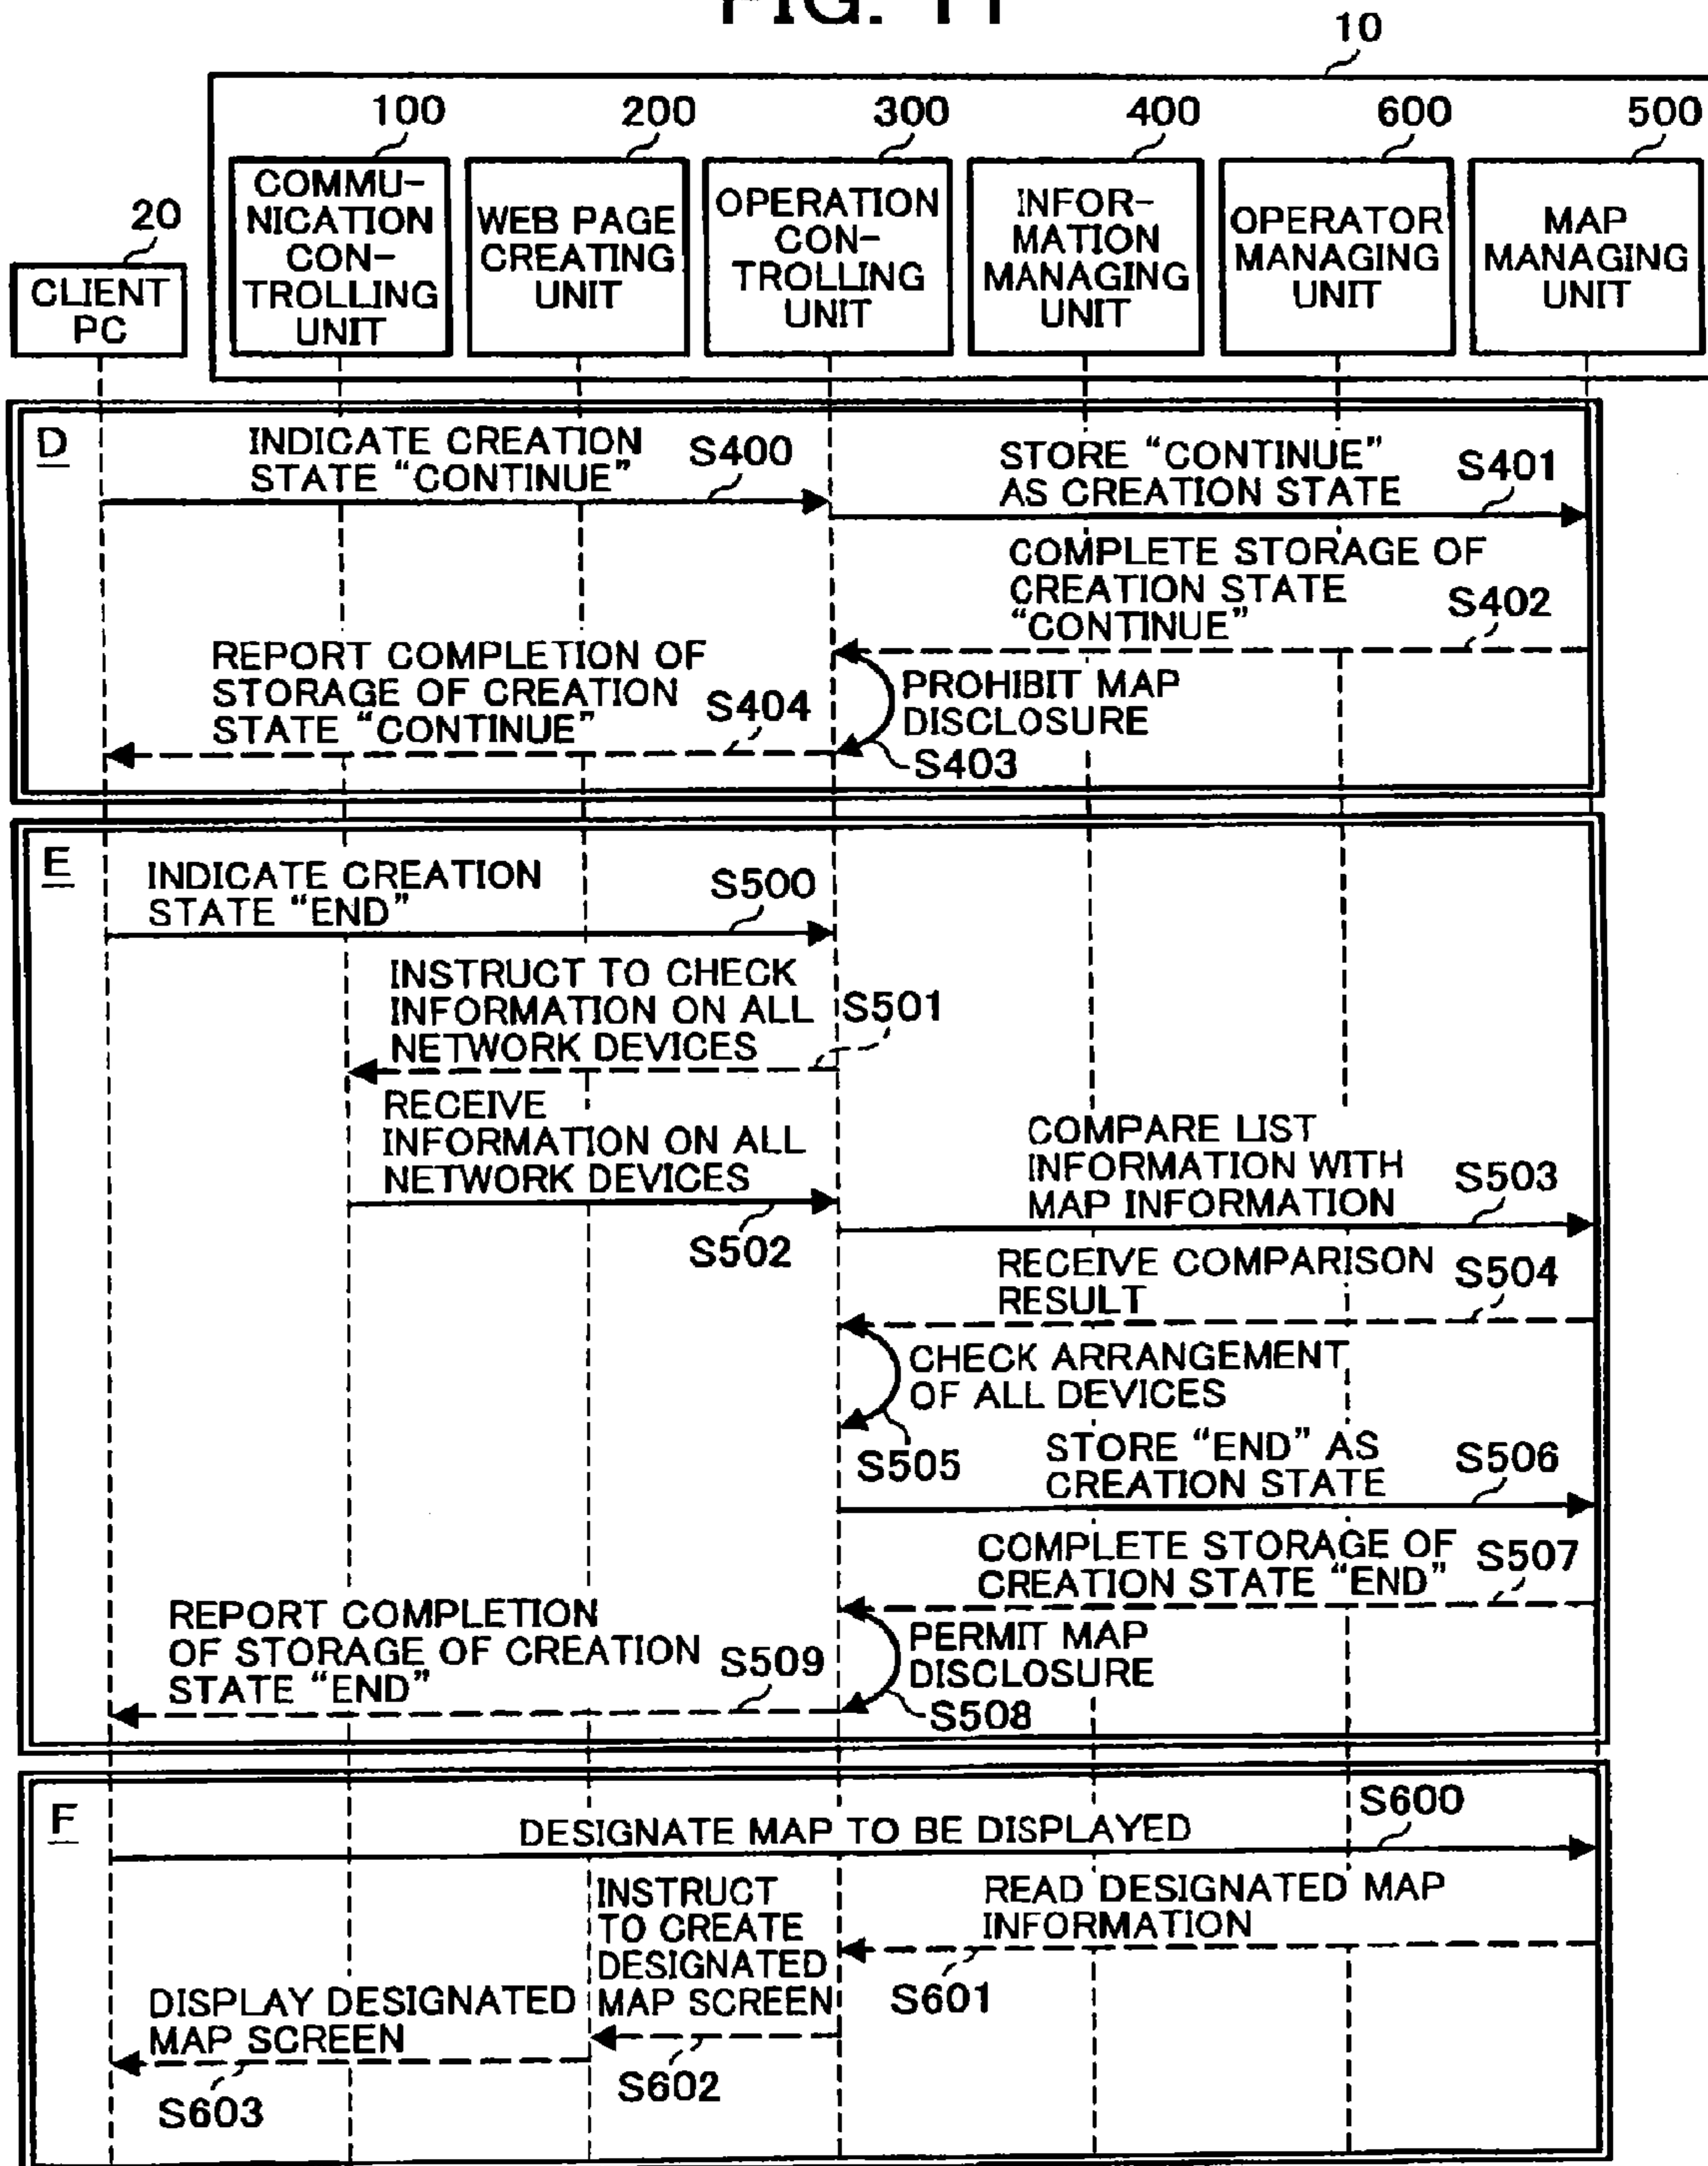 FIG. 11
10
100
200
300
400
600
500
20
CLIENT
PC
COMMU-
NICATION
CON-
TROLLING
UNIT
WEB PAGE
CREATING
UNIT
OPERATION
CON-
TROLLING
UNIT
INFOR-
MATION
MANAGING
UNIT
OPERATOR
MANAGING
UNIT
MAP
MANAGING
UNIT
D
INDICATE CREATION
STATE “CONTINUE”
S400
STORE “CONTINUE”
AS CREATION STATE
S401
COMPLETE STORAGE OF
CREATION STATE
“CONTINUE”
S402
PROHIBIT MAP
DISCLOSURE
S403
REPORT COMPLETION OF
STORAGE OF CREATION
STATE “CONTINUE”
S404
E
INDICATE CREATION
STATE “END”
S500
INSTRUCT TO CHECK
INFORMATION ON ALL
NETWORK DEVICES
S501
RECEIVE
INFORMATION ON ALL
NETWORK DEVICES
S502
COMPARE LIST
INFORMATION WITH
MAP INFORMATION
S503
RECEIVE COMPARISON
RESULT
S504
CHECK ARRANGEMENT
OF ALL DEVICES
S505
STORE “END” AS
CREATION STATE
S506
COMPLETE STORAGE OF
CREATION STATE “END”
S507
PERMIT MAP
DISCLOSURE
S508
REPORT COMPLETION
OF STORAGE OF CREATION
STATE “END”
S509
F
DESIGNATE MAP TO BE DISPLAYED
S600
READ DESIGNATED MAP
INFORMATION
S601
INSTRUCT
TO CREATE
DESIGNATED
MAP SCREEN
S602
DISPLAY DESIGNATED
MAP SCREEN
S603